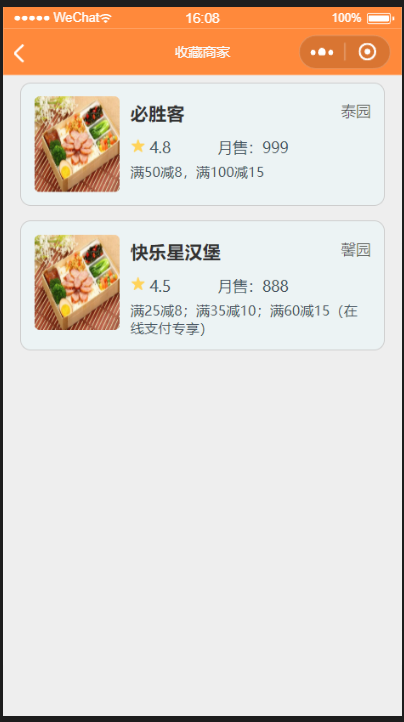 WeChat 16:08 100%
收藏商家
必胜客 泰园
4.8 月售：999
满50减8，满100减15
快乐星汉堡 馨园
4.5 月售：888
满25减8；满35减10；满60减15（在
线支付专享）